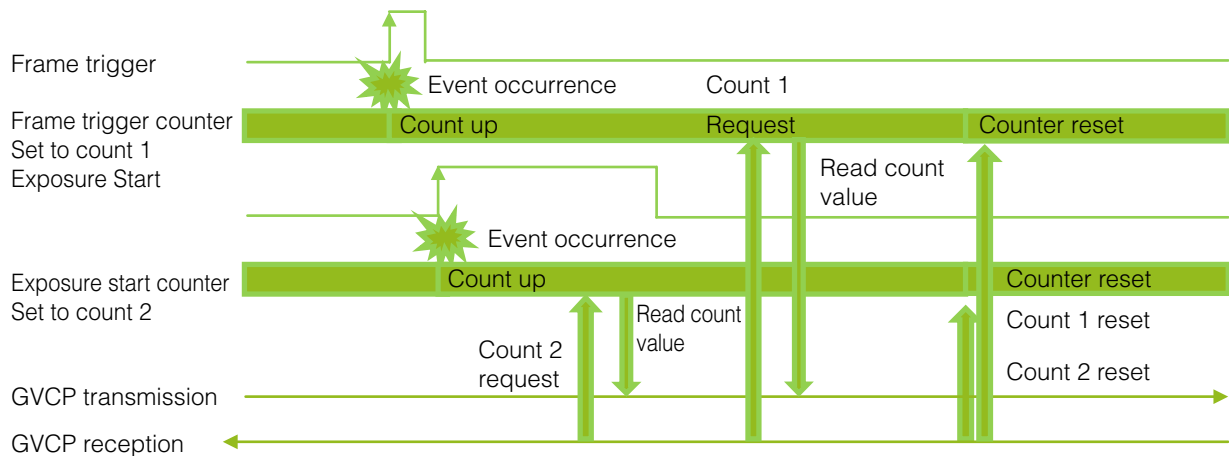 Frame trigger
Event occurrence
Count 1
Frame trigger counter
Set to count 1
Exposure Start
Count up
Request
Counter reset
Read count
value
Event occurrence
Exposure start counter
Set to count 2
Count up
Counter reset
Read count
value
Count 2
request
Count 1 reset
Count 2 reset
GVCP transmission
GVCP reception